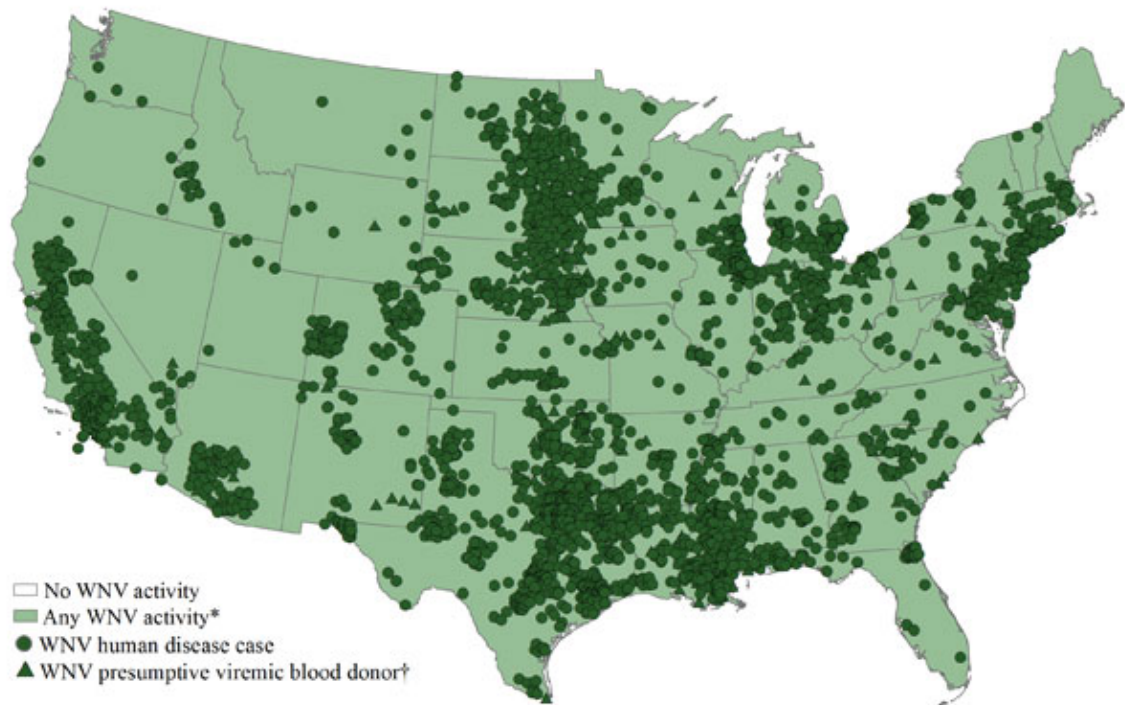 No WNV activity
Any WNV activity*
WNV human disease case
WNV presumptive viremic blood donor†